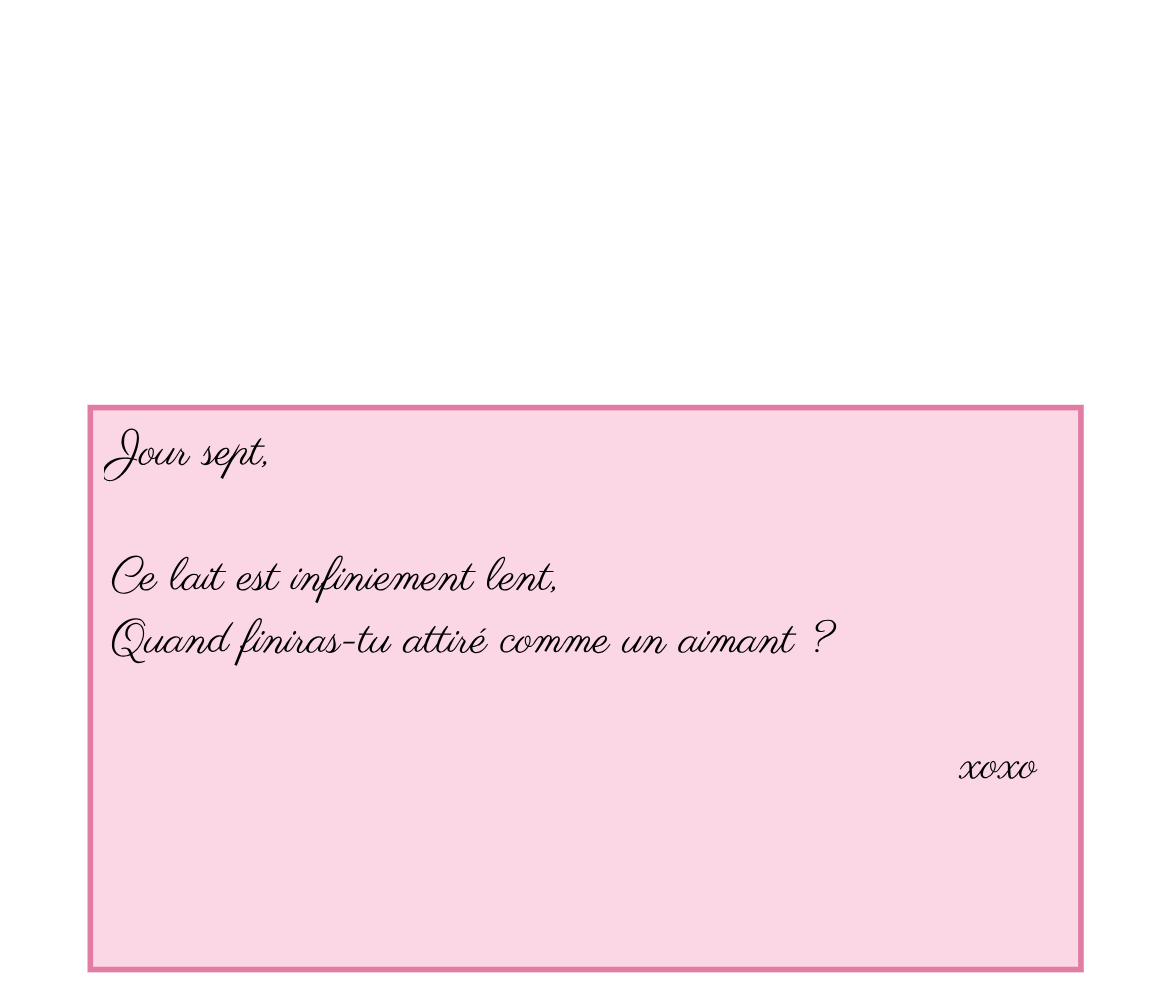 Jour sept,
Ce lait est infiniement lent,
Quand finiras-tu attiré comme un aimant ?
xoxo